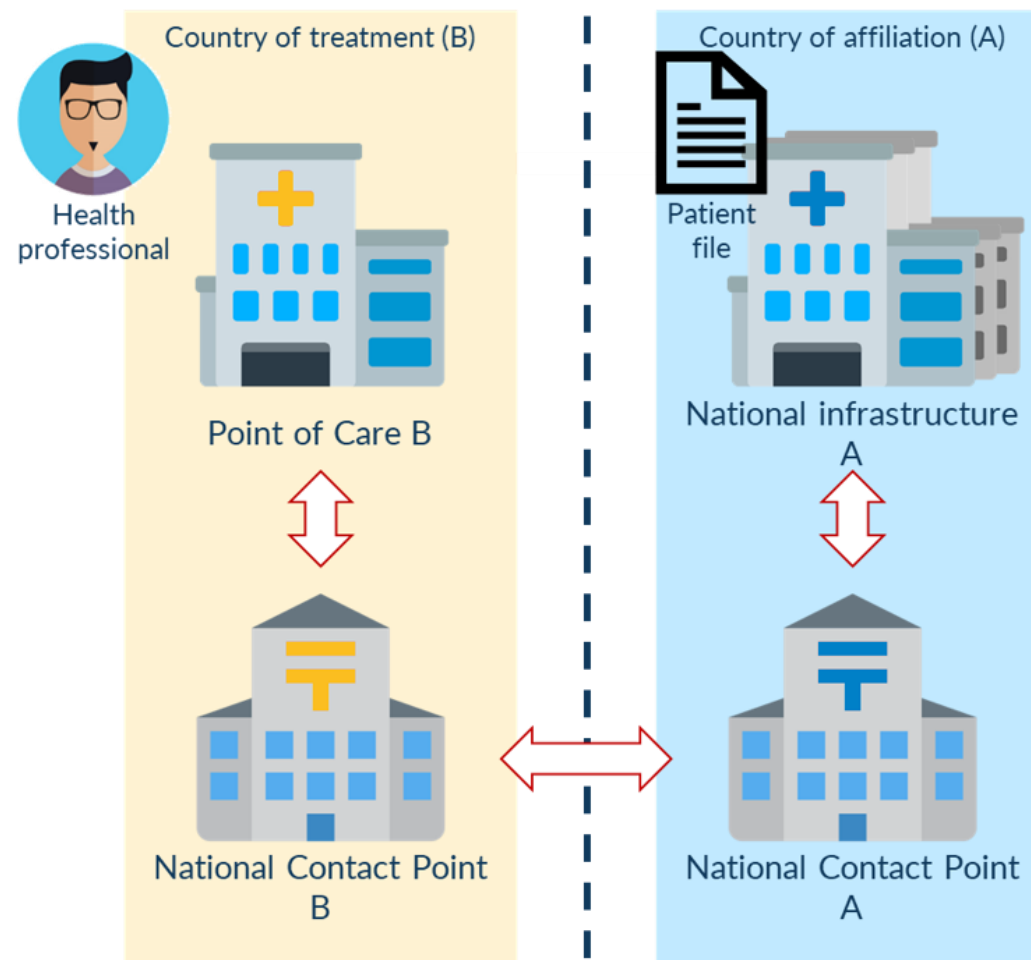 Country of treatment (B)
Health
professional
Point of Care B
National Contact Point
B
Country of affiliation (A)
Patient
file
National infrastructure
A
National Contact Point
A